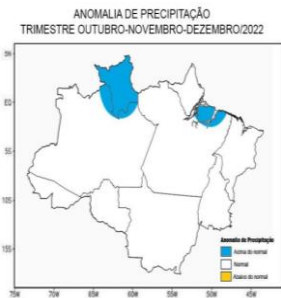 ANOMALIA DE PRECIPITAÇÃO
TRIMESTRE OUTUBRO-NOVEMBRO-DEZEMBRO/2022
5N
EQ
5S
10S
15S
75W
70W
65W
60W
55W
50W
45W
Anomalia de Precipitação
Acima do normal
Normal
Abaixo do normal